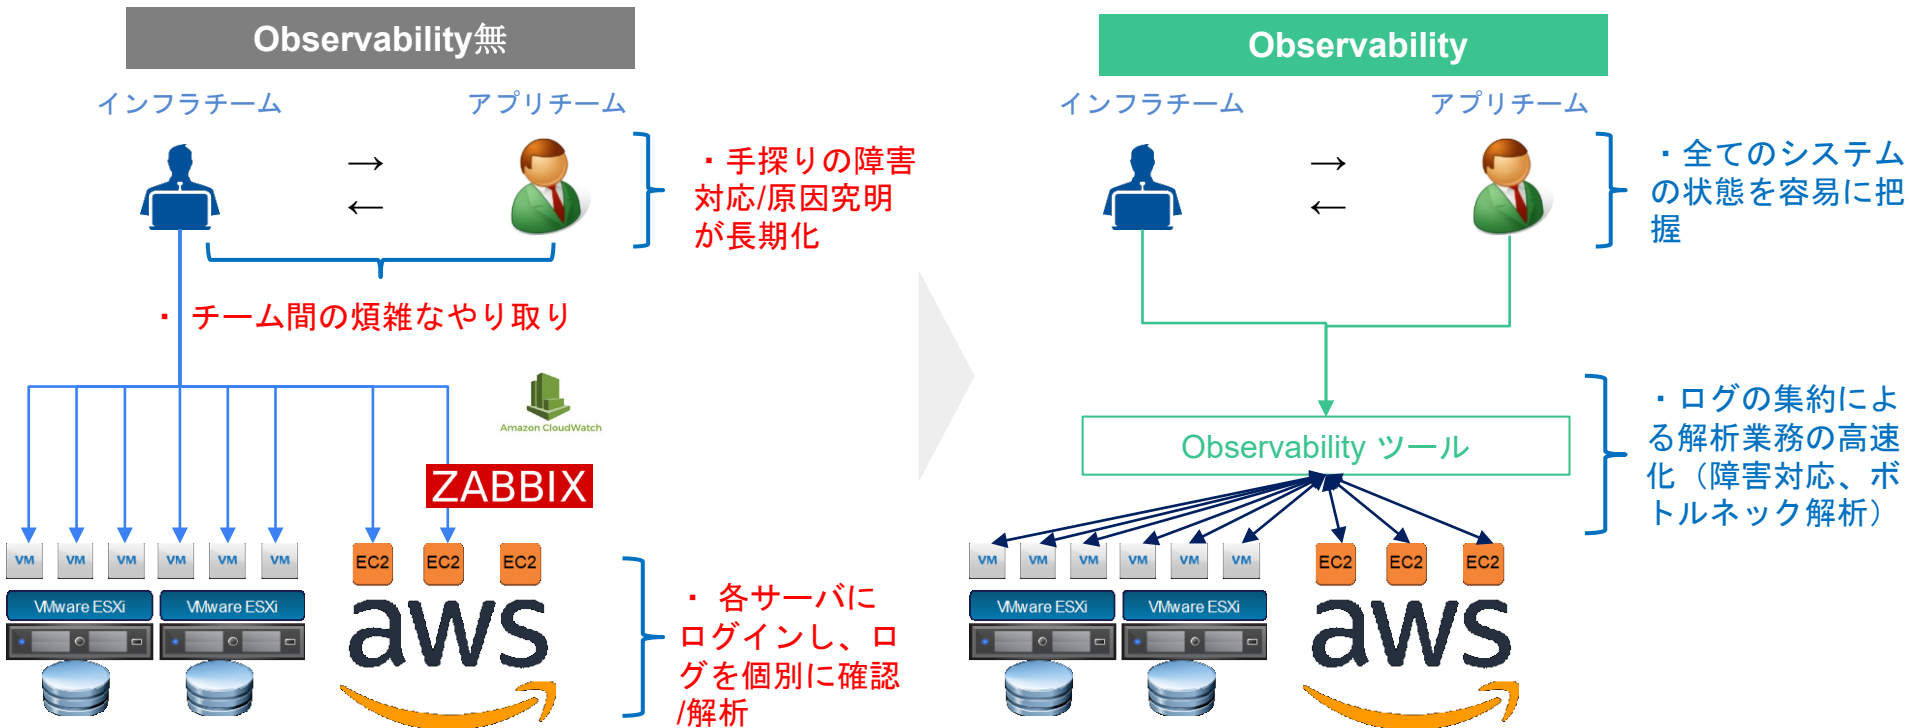 Observability無
インフラチーム
アプリチーム
→
←
・手探りの障害
対応/原因究明
が長期化
・ チーム間の煩雑なやり取り
Amazon CloudWatch
ZABBIX
VM VM VM VM VM VM
EC2 EC2 EC2
VMware ESXi VMware ESXi
aws
・ 各サーバに
ログインし、ロ
グを個別に確認
/解析
Observability
インフラチーム
アプリチーム
→
←
・全てのシステム
の状態を容易に把
握
Observability ツール
・ログの集約によ
る解析業務の高速
化（障害対応、ボ
トルネック解析）
VM VM VM VM VM VM
EC2 EC2 EC2
VMware ESXi VMware ESXi
aws